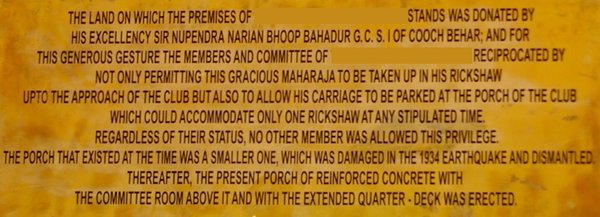 THE LAND ON WHICH THE PREMISES OF STANDS WAS DONATED BY
HIS EXCELLENCY SIR NUPENDRA NARIAN BHOOP BAHADUR G.C. S. I OF COOCH BEHAR; AND FOR
THIS GENEROUS GESTURE THE MEMBERS AND COMMITTEE OF RECIPROCATED BY
NOT ONLY PERMITTING THIS GRACIOUS MAHARAJA TO BE TAKEN UP IN HIS RICKSHAW
UPTO THE APPROACH OF THE CLUB BUT ALSO TO ALLOW HIS CARRIAGE TO BE PARKED AT THE PORCH OF THE CLUB
WHICH COULD ACCOMMODATE ONLY ONE RICKSHAW AT ANY STIPULATED TIME.
REGARDLESS OF THEIR STATUS, NO OTHER MEMBER WAS ALLOWED THIS PRIVILEGE.
THE PORCH THAT EXISTED AT THE TIME WAS A SMALLER ONE, WHICH WAS DAMAGED IN THE 1934 EARTHQUAKE AND DISMANTLED.
THEREAFTER, THE PRESENT PORCH OF REINFORCED CONCRETE WITH
THE COMMITTEE ROOM ABOVE IT AND WITH THE EXTENDED QUARTER - DECK WAS ERECTED.